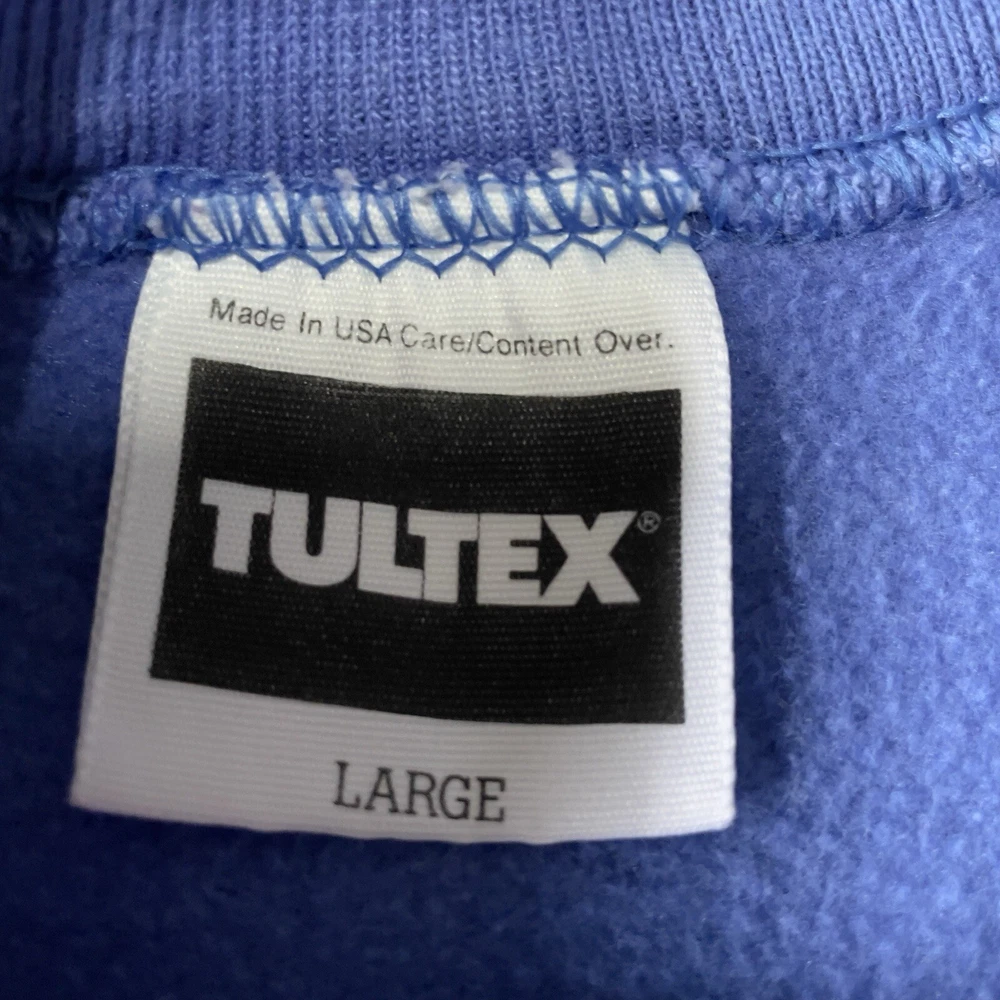 Made In USA Care/Content Over.
TULTEX®
LARGE